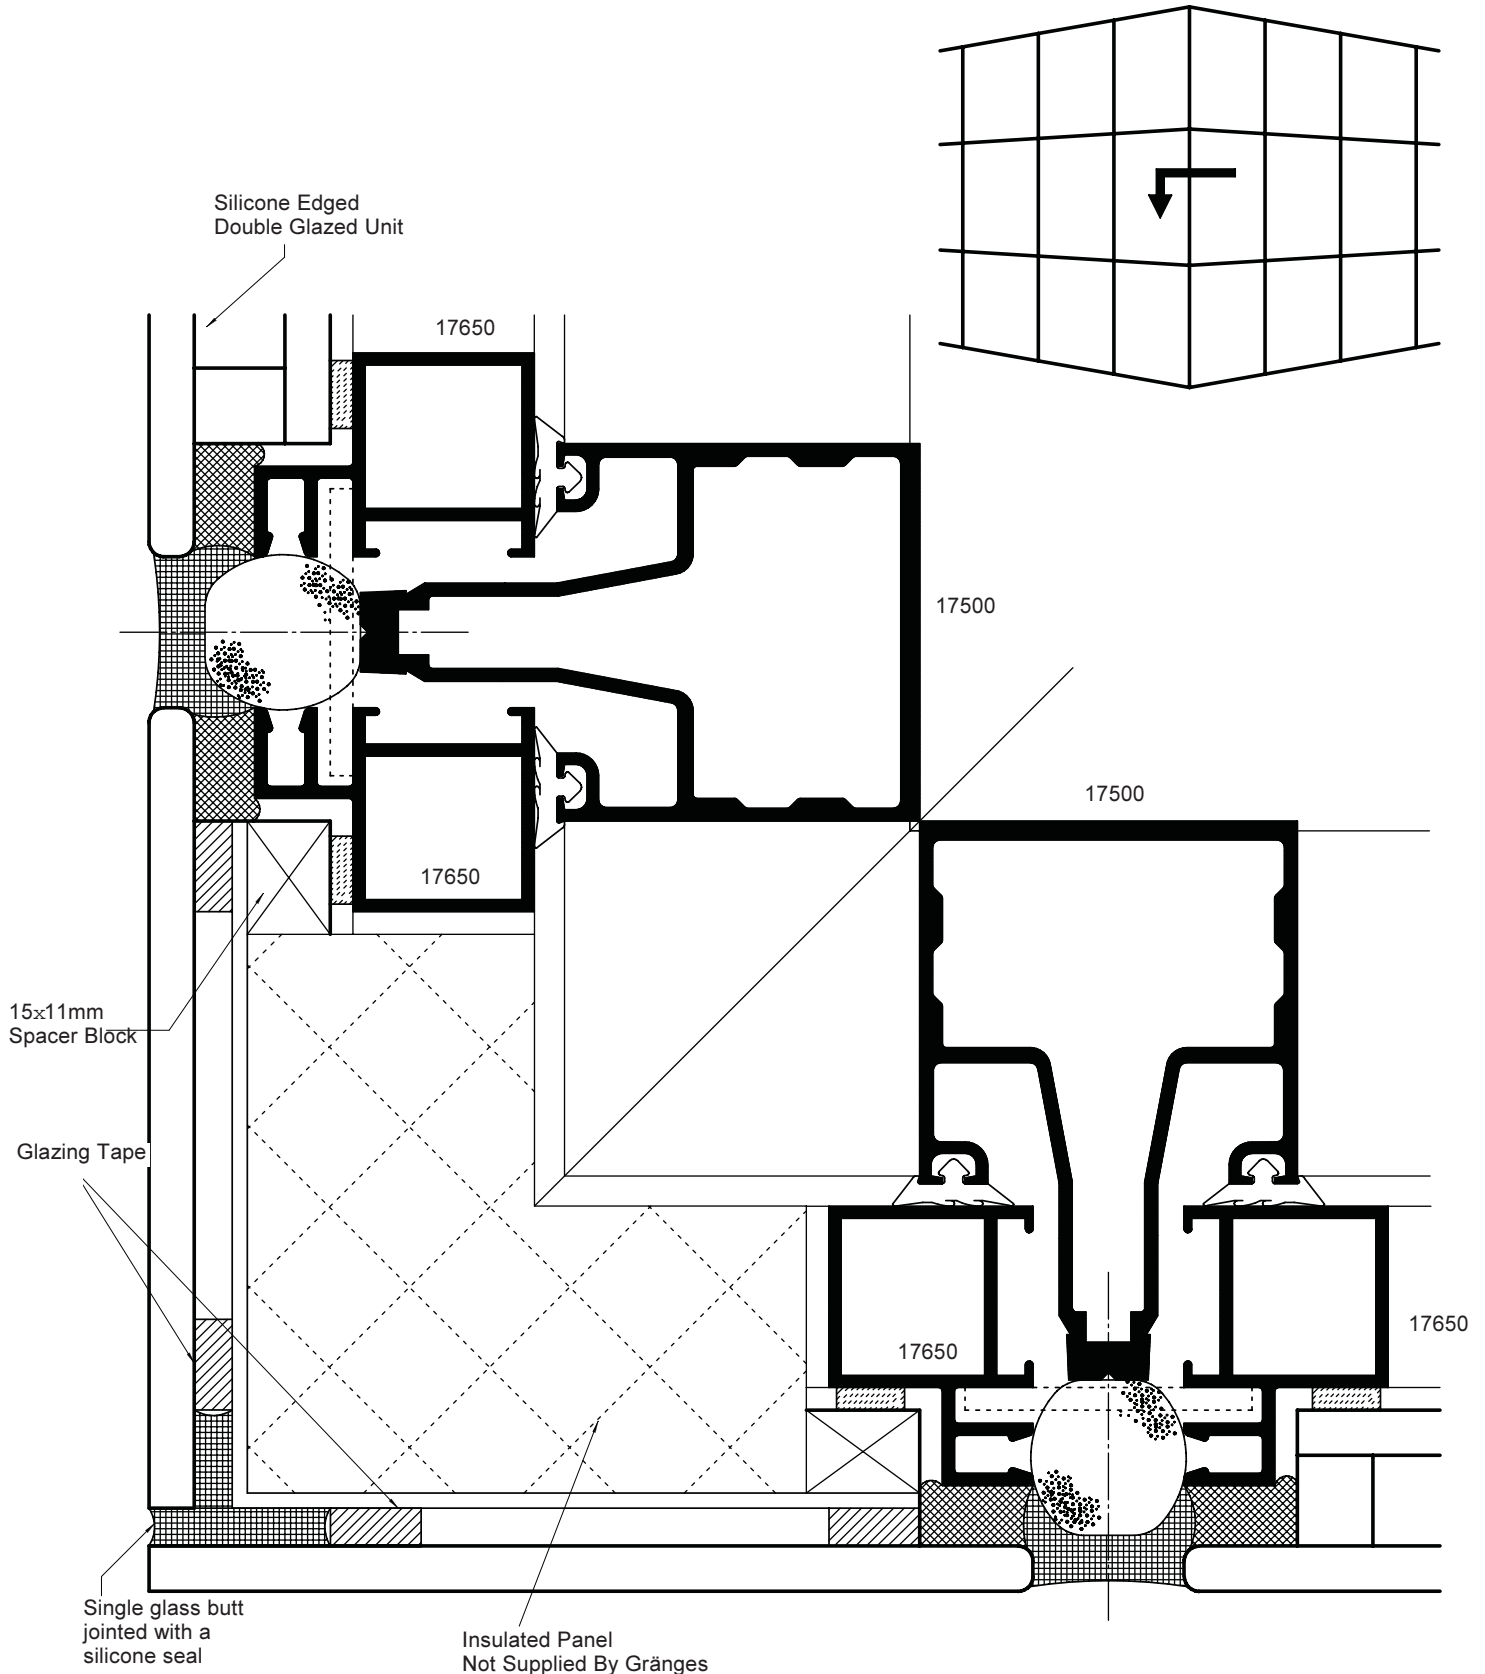 Silicone Edged
Double Glazed Unit
17650
17500
17500
17650
15x11mm
Spacer Block
Glazing Tape
17650
17650
Single glass butt
jointed with a
silicone seal
Insulated Panel
Not Supplied By Gränges